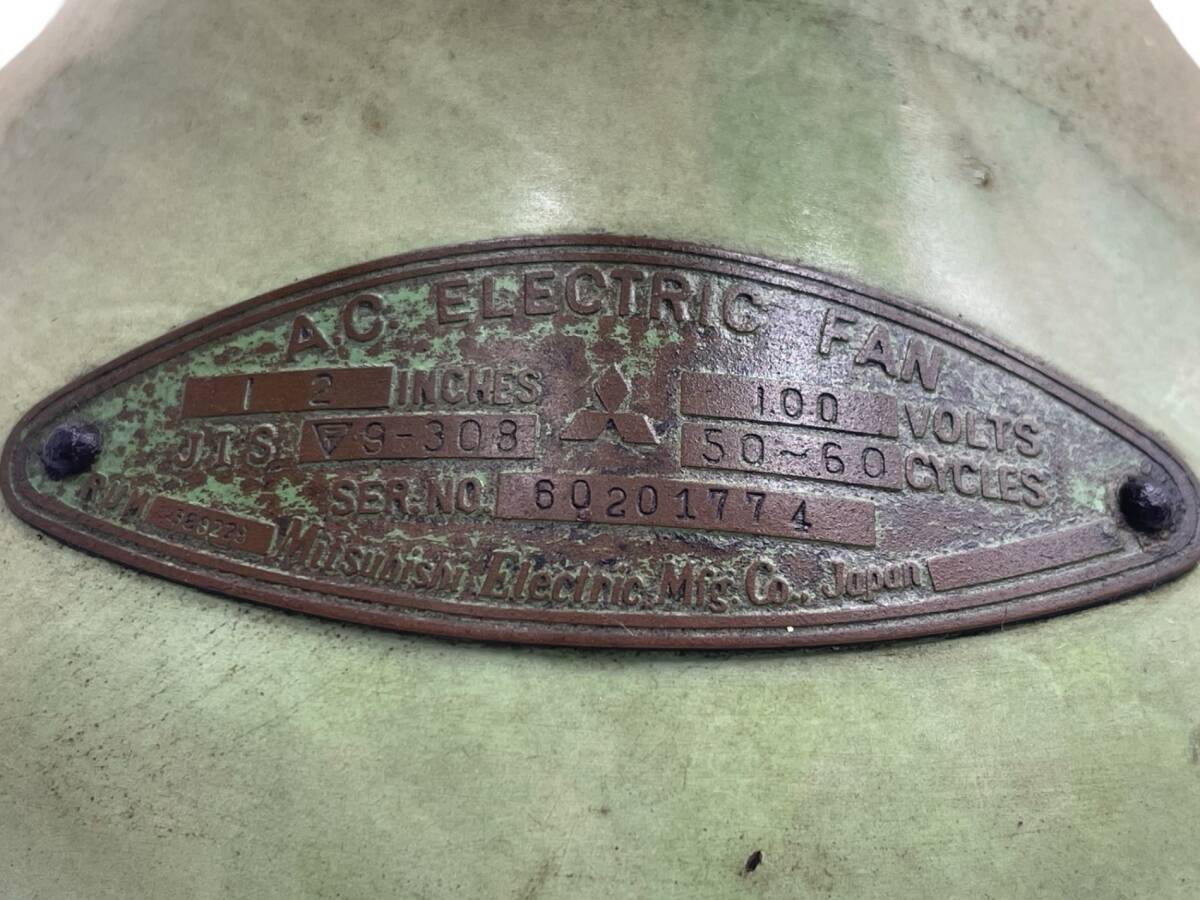 A.C. ELECTRIC FAN
12 INCHES 100 VOLTS
J.I.S. 9-308 50~60 CYCLES
SER. NO. 60201774
Mitsubishi Electric Mfg. Co., Japan